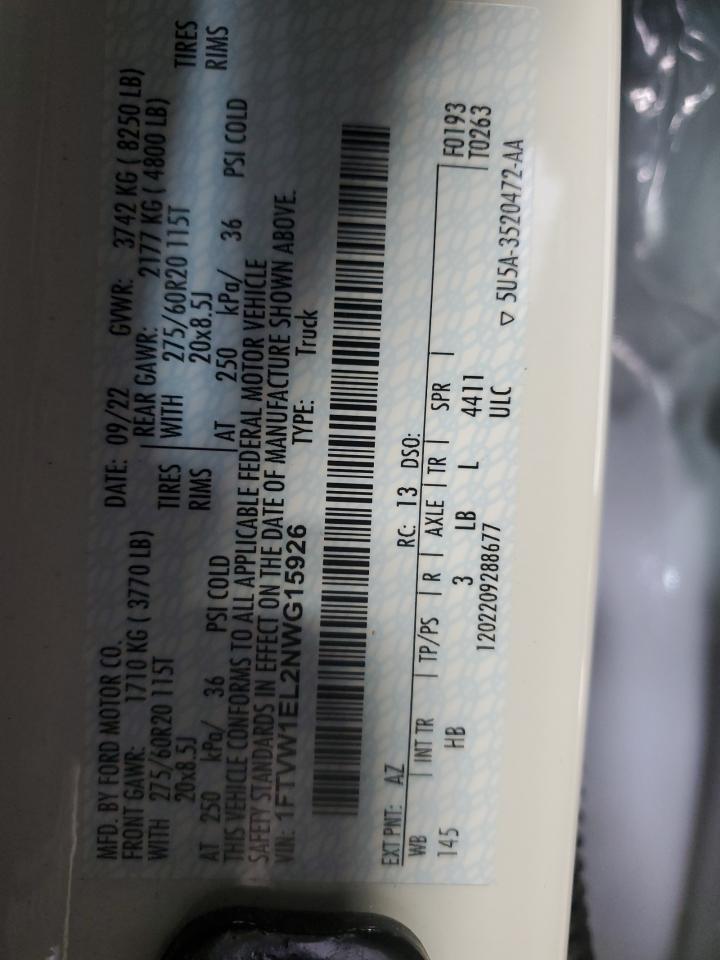 MFD. BY FORD MOTOR CO. DATE: 09/22 GVWR: 3742 KG ( 8250 LB)
FRONT GAWR: 1710 KG ( 3770 LB) REAR GAWR: 2177 KG ( 4800 LB)
WITH 275/60R20 115T TIRES WITH 275/60R20 115T TIRES
20x8.5J RIMS 20x8.5J RIMS
AT 250 kPa/ 36 PSI COLD AT 250 kPa/ 36 PSI COLD
THIS VEHICLE CONFORMS TO ALL APPLICABLE FEDERAL MOTOR VEHICLE
SAFETY STANDARDS IN EFFECT ON THE DATE OF MANUFACTURE SHOWN ABOVE.
VIN: 1FTVW1EL2NWG15926 TYPE: Truck
EXT PNT: AZ RC: 13 DSO:
WB INT TR TP/PS R AXLE TR SPR F0193
145 HB 3 LB L 4411 T0263
1202209288677 ULC
▽ 5U5A-3520472-AA